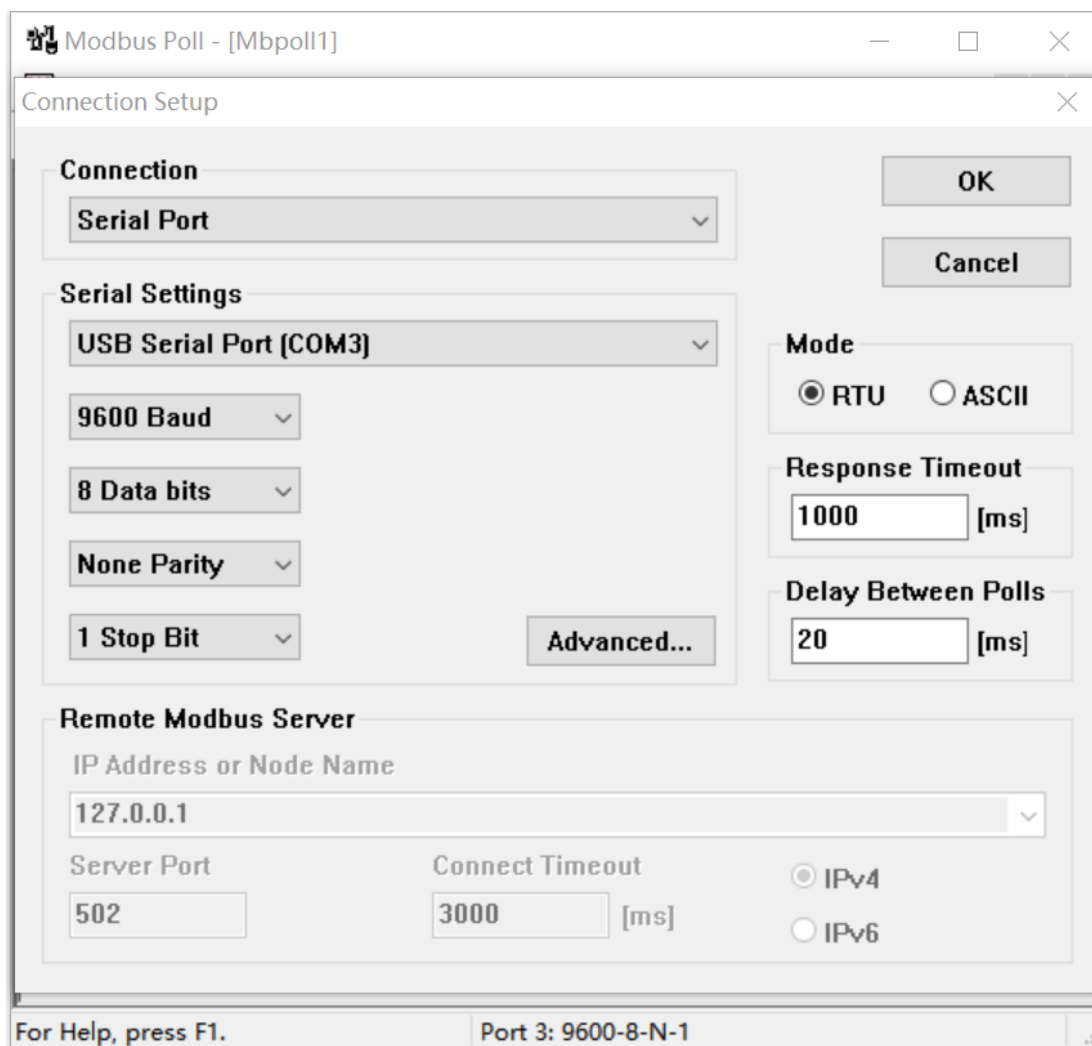 Modbus Poll - [Mbpoll1]
Connection Setup
Connection
Serial Port
OK
Cancel
Serial Settings
USB Serial Port (COM3)
9600 Baud
8 Data bits
None Parity
1 Stop Bit
Advanced...
Mode
RTU
ASCII
Response Timeout
1000
[ms]
Delay Between Polls
20
[ms]
Remote Modbus Server
IP Address or Node Name
127.0.0.1
Server Port
Connect Timeout
502
3000
[ms]
IPv4
IPv6
For Help, press F1.
Port 3: 9600-8-N-1